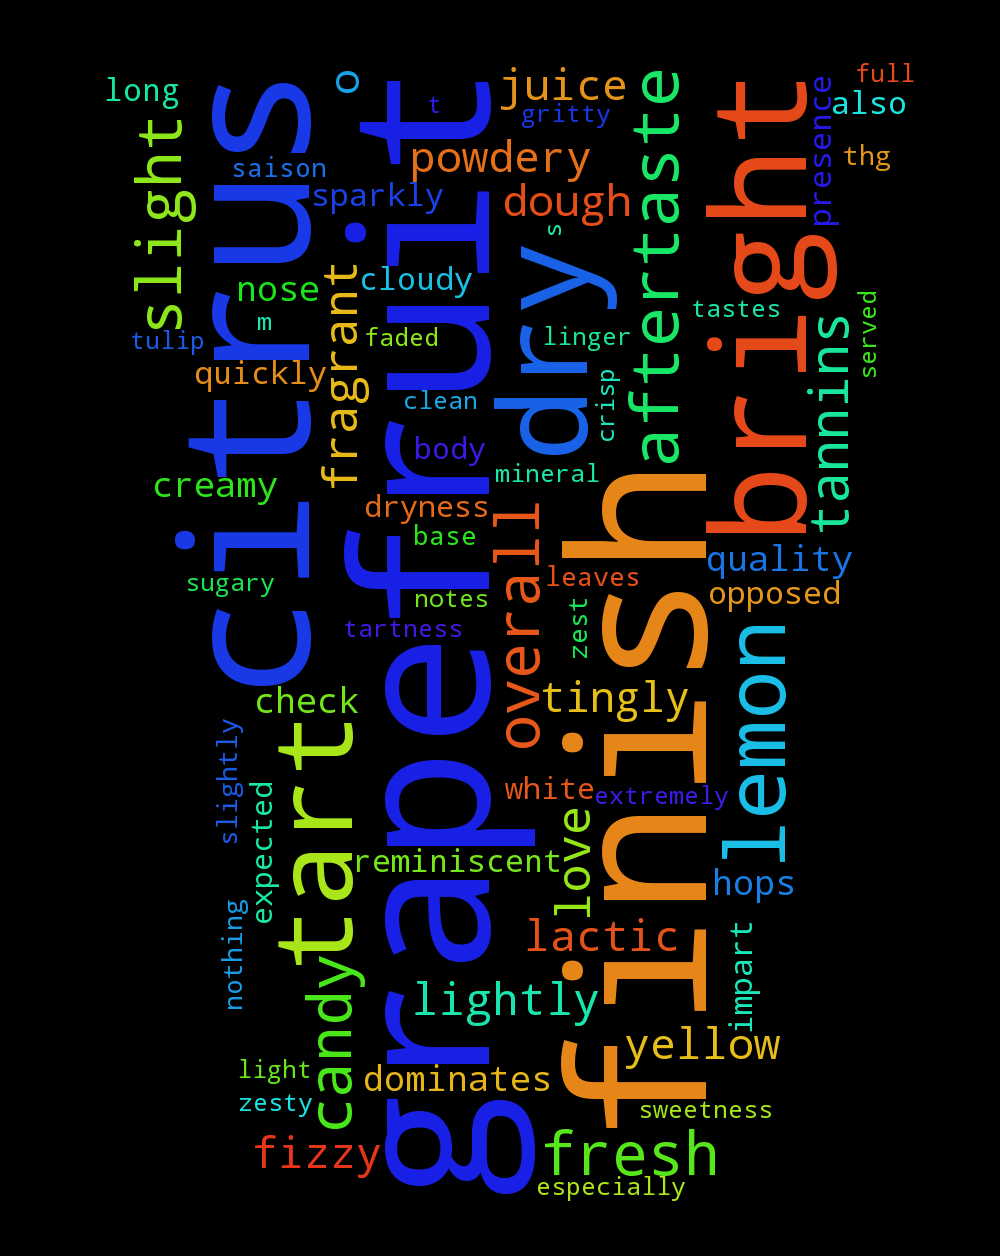 long
o
juice
full
also
t
gritty
citrus
grapefruit
bright
aftertaste
presence
slight
saison
powdery
thg
sparkly
dough
s
dry
nose
cloudy
fragrant
m
tulip
faded
linger
tastes
served
quickly
clean
crisp
tannins
body
mineral
creamy
dryness
base
finish
overall
quality
leaves
opposed
sugary
notes
zest
tartness
lemon
check
tingly
slightly
tart
expected
white
extremely
love
reminiscent
hops
nothing
lactic
impart
candy
lightly
yellow
light
dominates
zesty
sweetness
fizzy
fresh
especially